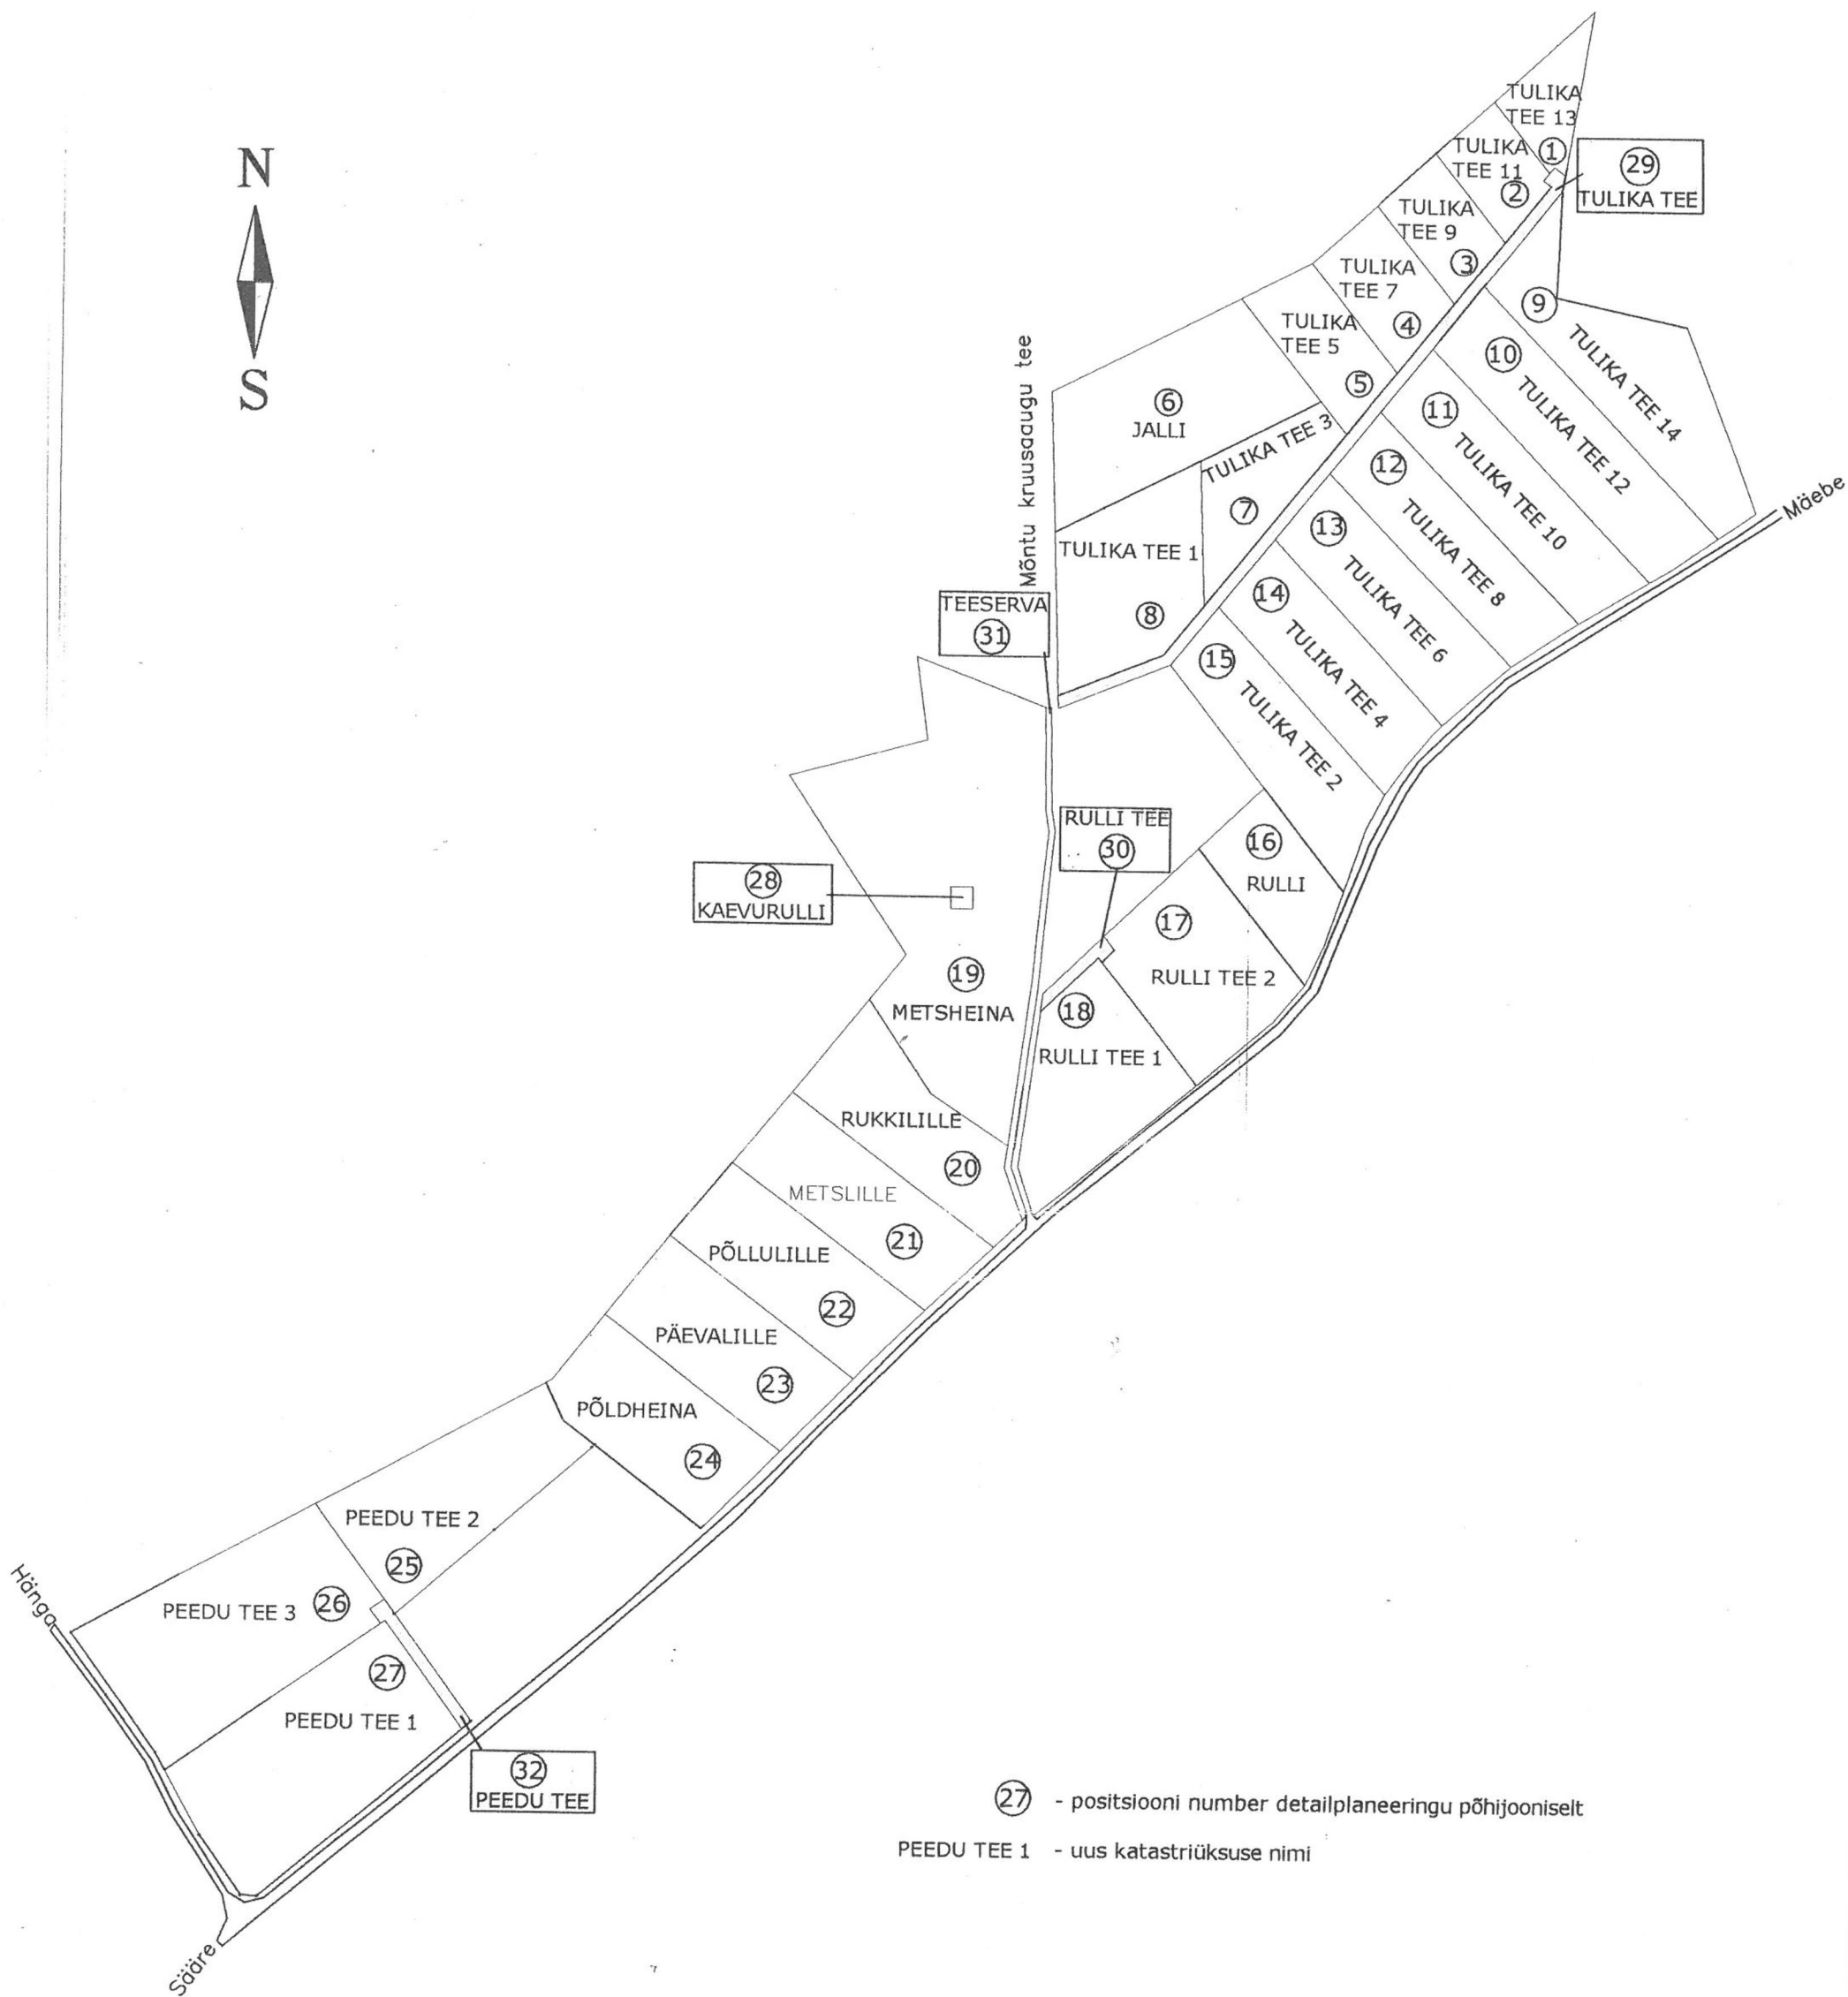 N
S
TULIKA
TEE 13
1
TULIKA
TEE 11
2
29
TULIKA TEE
TULIKA
TEE 9
3
TULIKA
TEE 7
4
TULIKA
TEE 5
5
6
JALLI
TULIKA TEE 3
7
TULIKA TEE 1
8
9
TULIKA TEE 14
10
TULIKA TEE 12
11
TULIKA TEE 10
12
TULIKA TEE 8
13
TULIKA TEE 6
14
TULIKA TEE 4
15
TULIKA TEE 2
Mäebe
Mõntu kruusaaugu tee
TEESERVA
31
RULLI TEE
30
16
RULLI
17
RULLI TEE 2
18
RULLI TEE 1
28
KAEVURULLI
19
METSHEINA
RUKKILILLE
20
METSLILLE
21
PÕLLULILLE
22
PÄEVALILLE
23
PÕLDHEINA
24
PEEDU TEE 2
25
PEEDU TEE 3
26
27
PEEDU TEE 1
32
PEEDU TEE
Hänga
Sääre
27 - positsiooni number detailplaneeringu põhijooniselt
PEEDU TEE 1 - uus katastriüksuse nimi